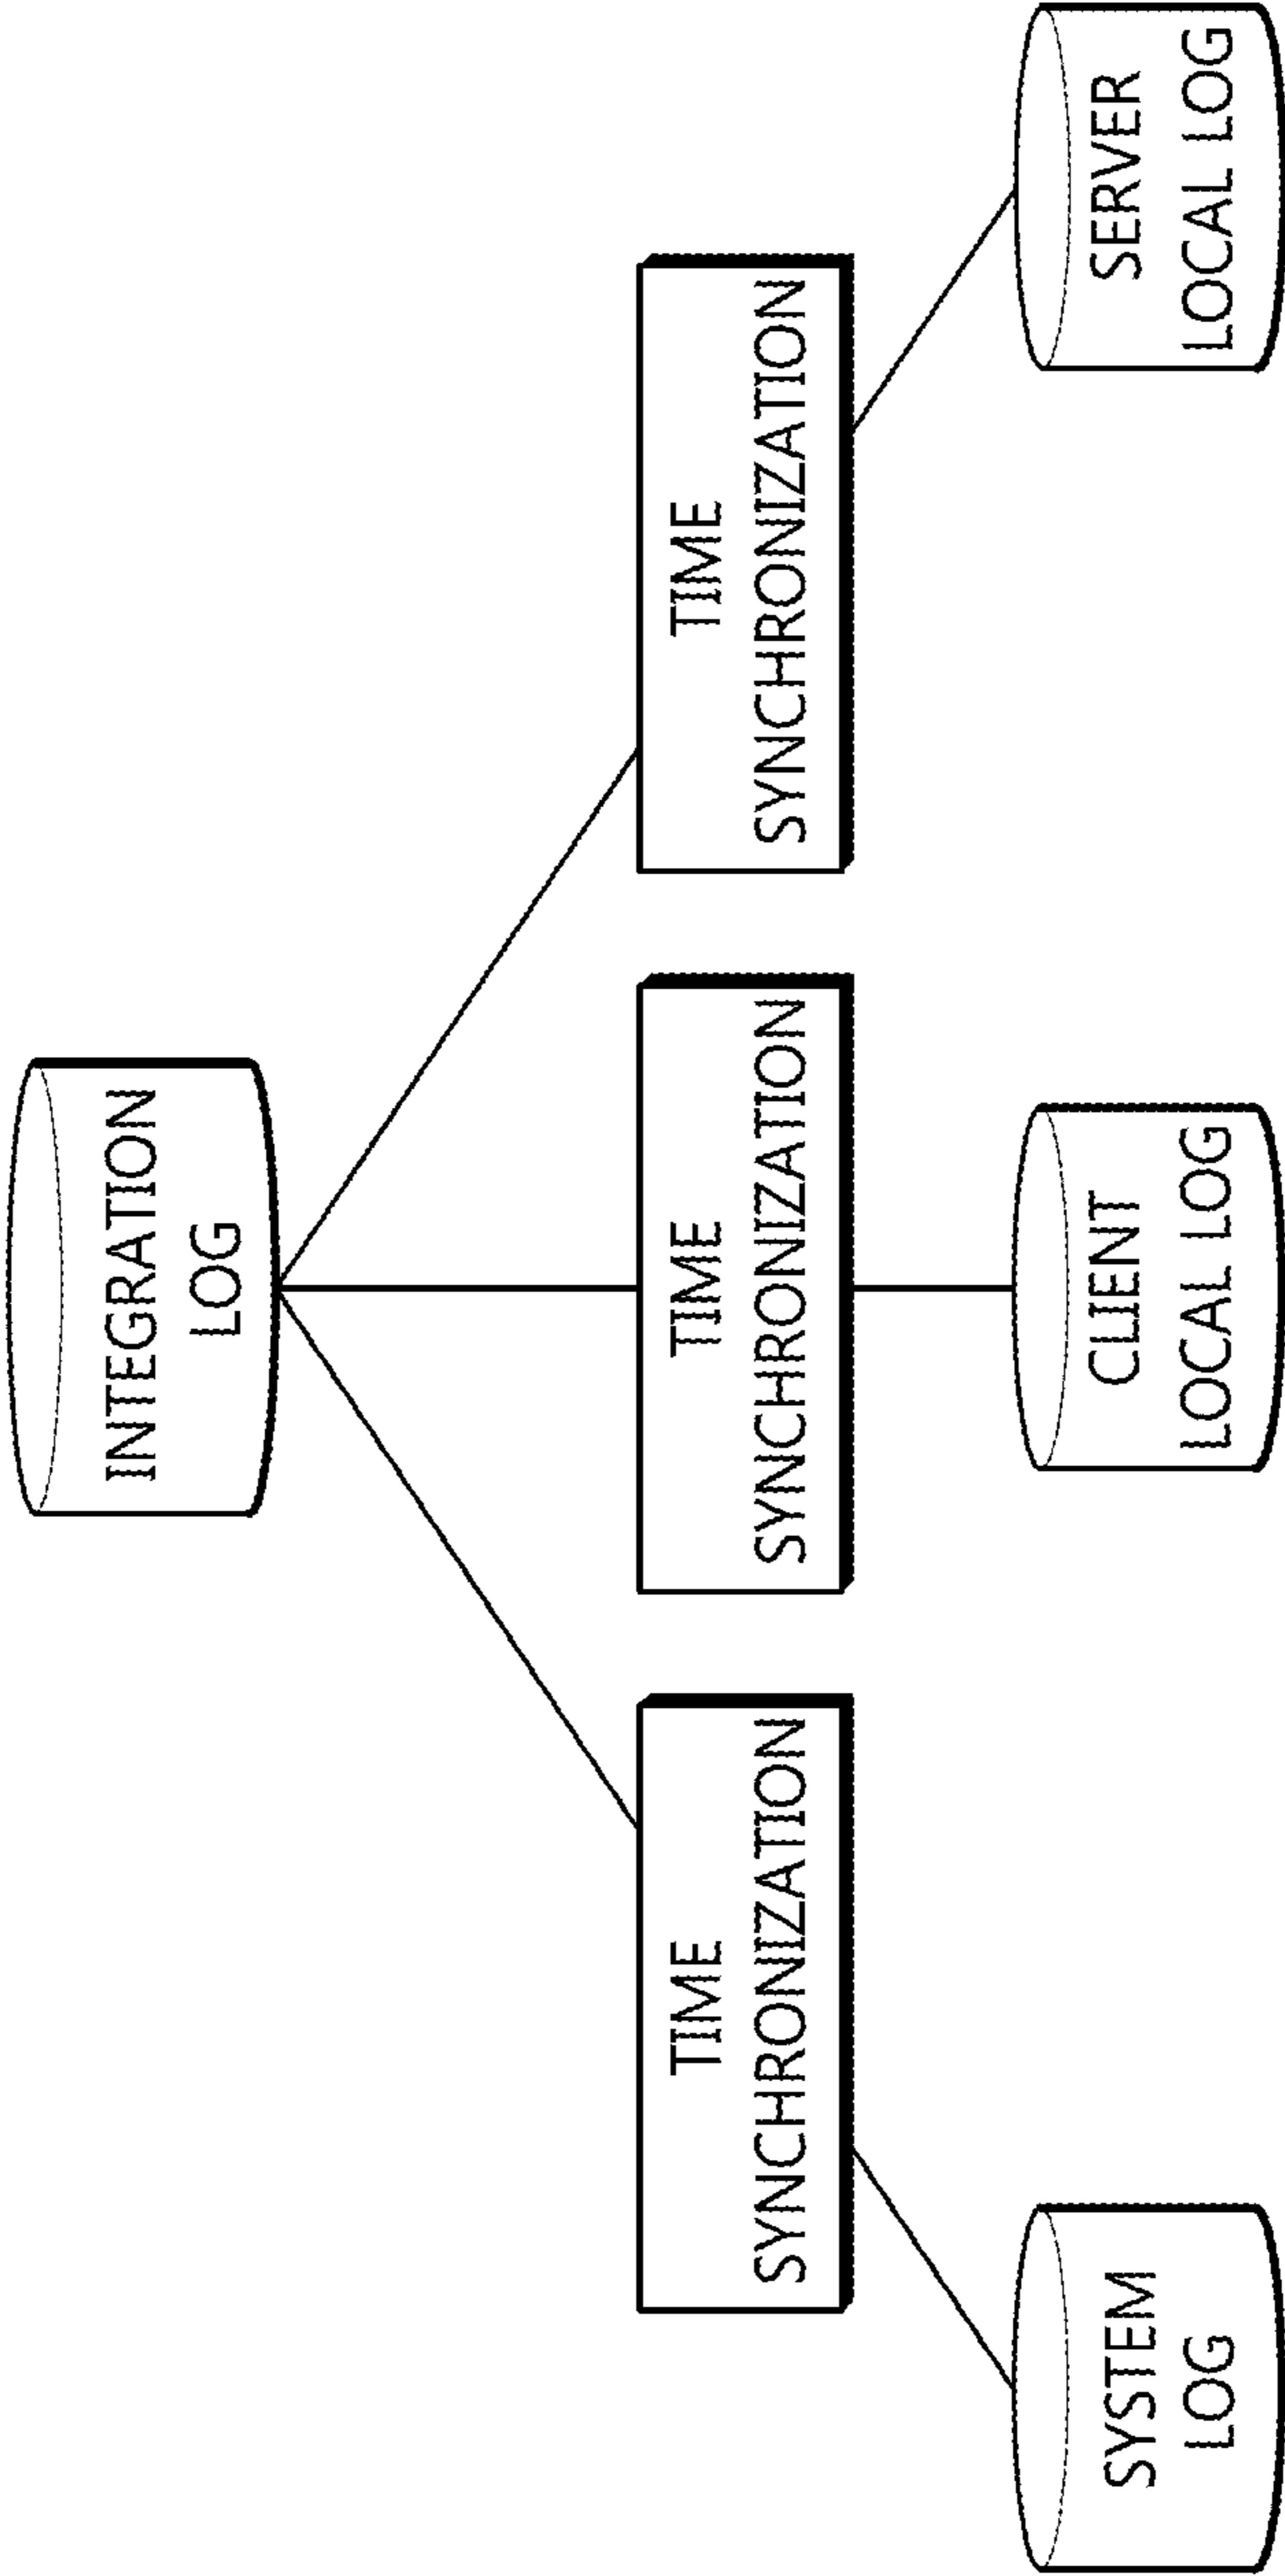 INTEGRATION
LOG
TIME
SYNCHRONIZATION
TIME
SYNCHRONIZATION
TIME
SYNCHRONIZATION
SYSTEM
LOG
CLIENT
LOCAL LOG
SERVER
LOCAL LOG